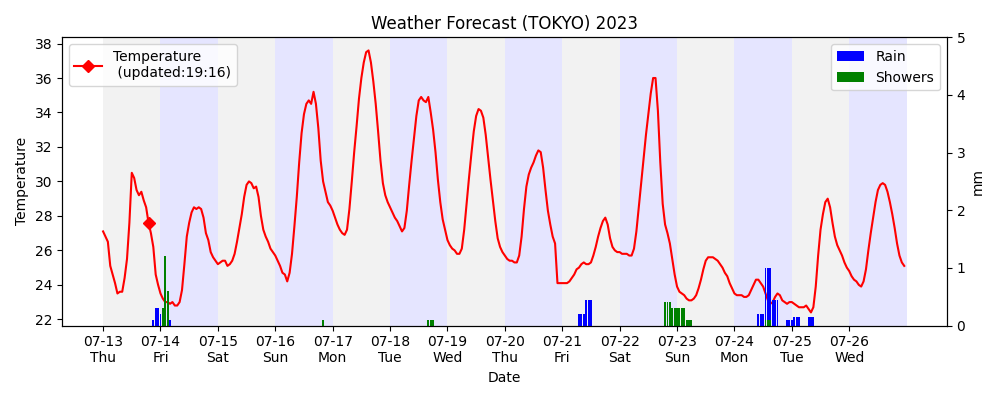 Weather Forecast (TOKYO) 2023
Temperature
(updated:19:16)
Rain
Showers
Temperature
38
36
34
32
30
28
26
24
22
5
4
3
2
1
0
mm
07-13 07-14 07-15 07-16 07-17 07-18 07-19 07-20 07-21 07-22 07-23 07-24 07-25 07-26
Thu Fri Sat Sun Mon Tue Wed Thu Fri Sat Sun Mon Tue Wed
Date